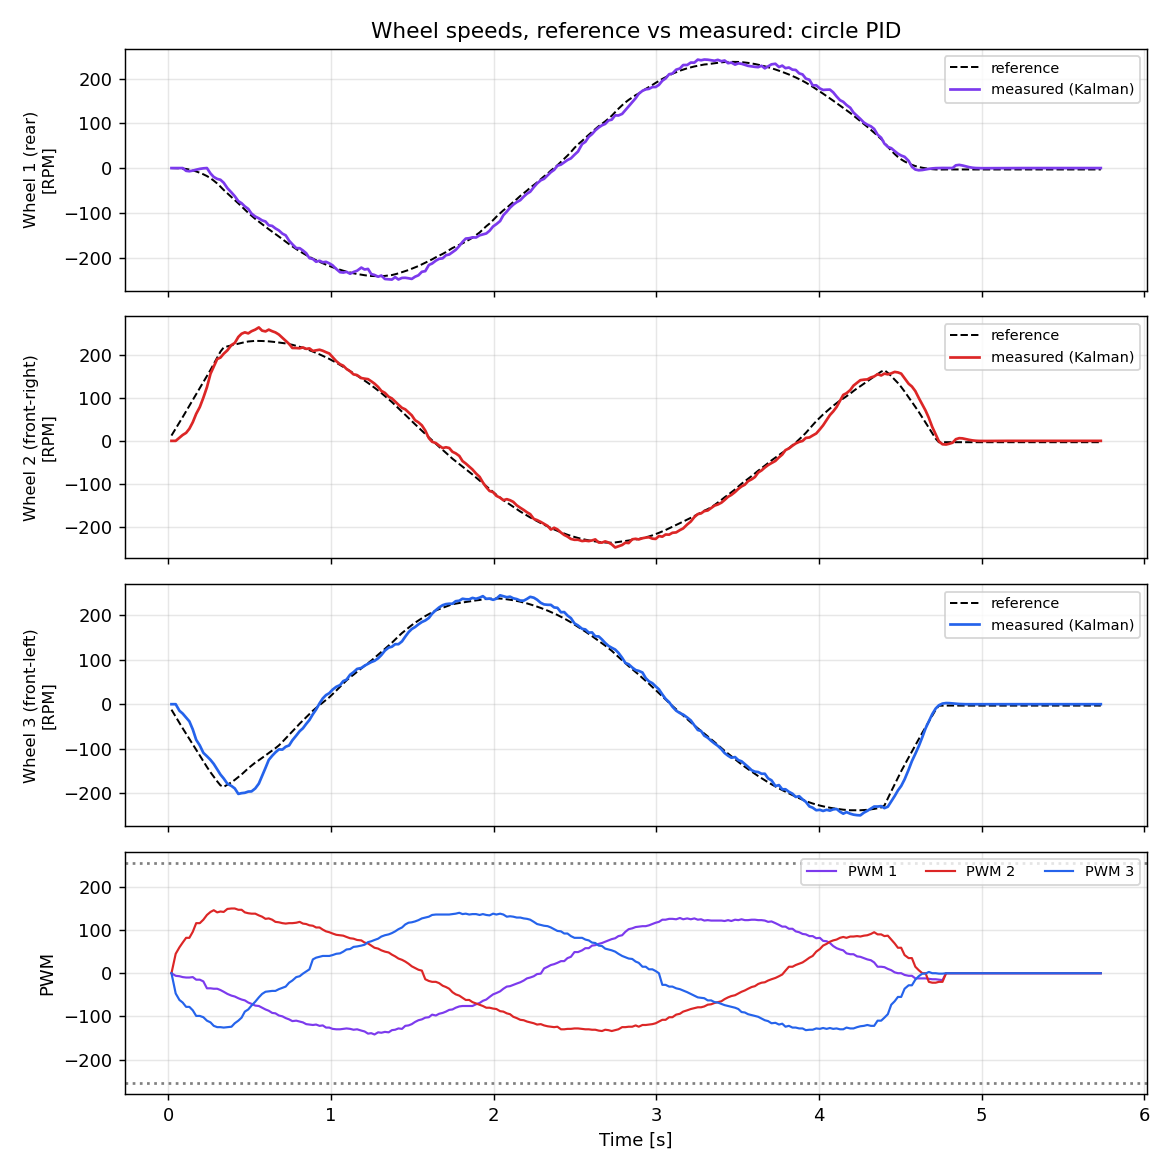 Wheel speeds, reference vs measured: circle PID
Wheel 1 (rear)
[RPM]
200
100
0
−100
−200
reference
measured (Kalman)
Wheel 2 (front-right)
[RPM]
200
100
0
−100
−200
reference
measured (Kalman)
Wheel 3 (front-left)
[RPM]
200
100
0
−100
−200
reference
measured (Kalman)
PWM
200
100
0
−100
−200
PWM 1 PWM 2 PWM 3
0 1 2 3 4 5 6
Time [s]